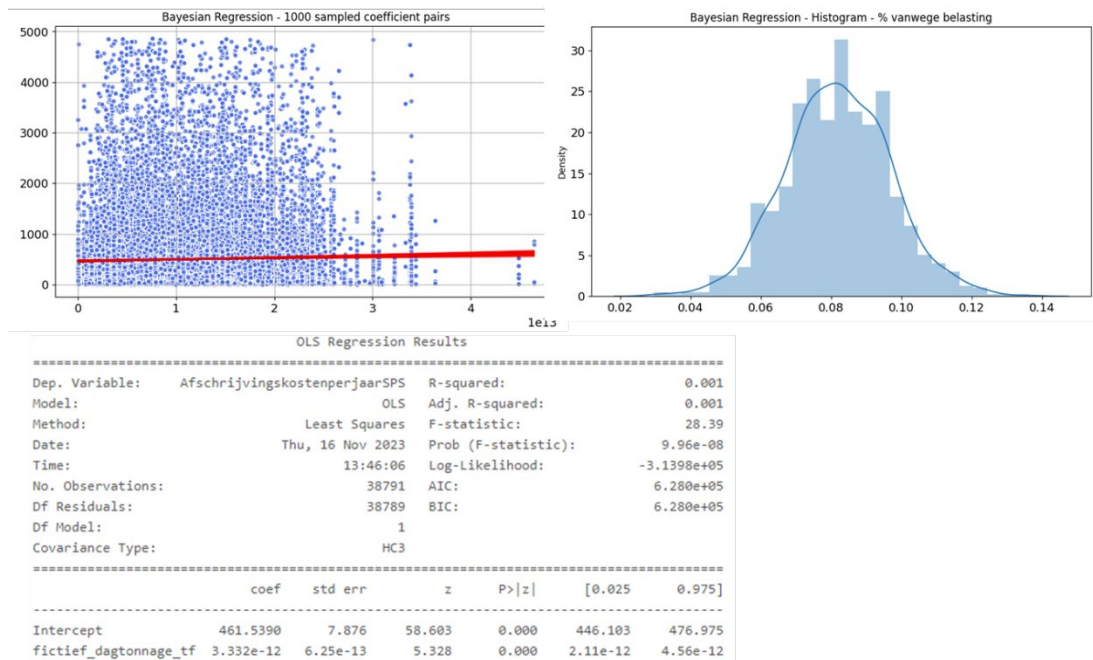 Bayesian Regression - 1000 sampled coefficient pairs
5000
4000
3000
2000
1000
0
0 1 2 3 4
1e13
Bayesian Regression - Histogram - % vanwege belasting
Density
30
25
20
15
10
5
0
0.02 0.04 0.06 0.08 0.10 0.12 0.14
OLS Regression Results
Dep. Variable: AfschrijvingskostenperjaarSPS R-squared: 0.001
Model: OLS Adj. R-squared: 0.001
Method: Least Squares F-statistic: 28.39
Date: Thu, 16 Nov 2023 Prob (F-statistic): 9.96e-08
Time: 13:46:06 Log-Likelihood: -3.1398e+05
No. Observations: 38791 AIC: 6.280e+05
Df Residuals: 38789 BIC: 6.280e+05
Df Model: 1
Covariance Type: HC3
coef std err z P>|z| [0.025 0.975]
Intercept 461.5390 7.876 58.603 0.000 446.103 476.975
fictief_dagtonnage_tf 3.332e-12 6.25e-13 5.328 0.000 2.11e-12 4.56e-12